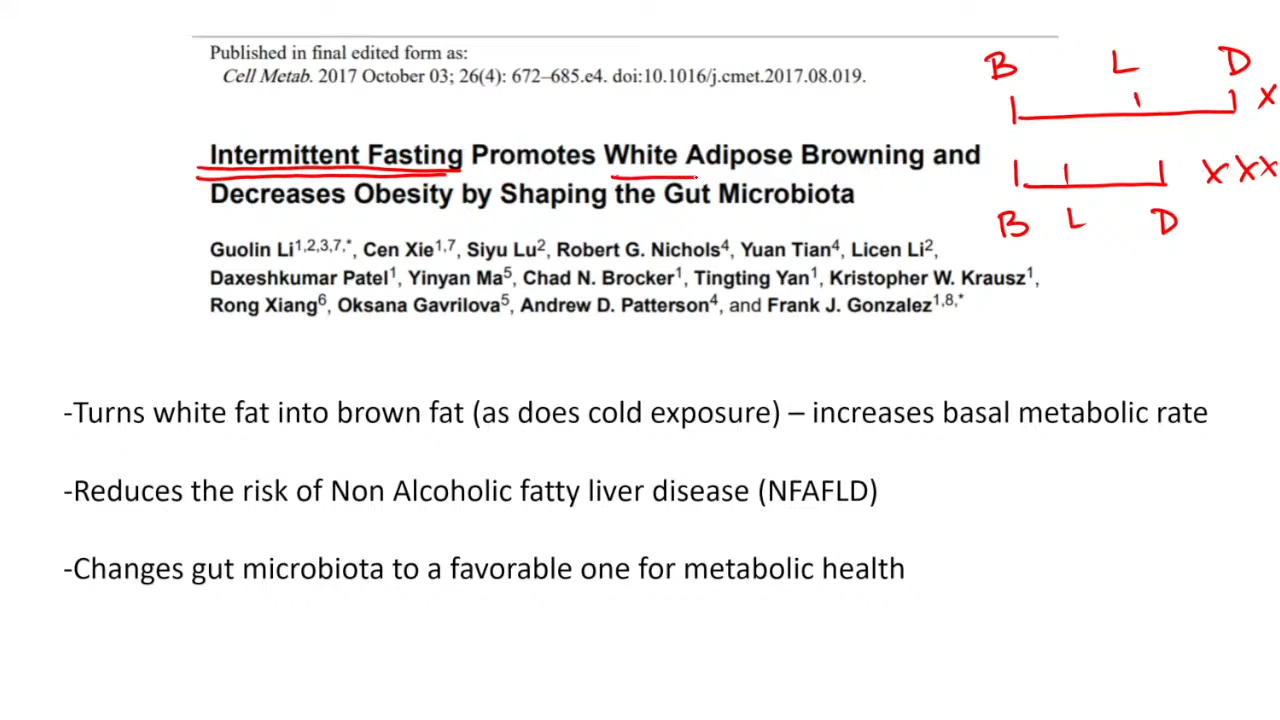 Published in final edited form as:
Cell Metab. 2017 October 03; 26(4): 672–685.e4. doi:10.1016/j.cmet.2017.08.019.
B L D
X
Intermittent Fasting Promotes White Adipose Browning and
Decreases Obesity by Shaping the Gut Microbiota
XXX
B L D
Guolin Li1,2,3,7,*, Cen Xie1,7, Siyu Lu2, Robert G. Nichols4, Yuan Tian4, Licen Li2,
Daxeshkumar Patel1, Yinyan Ma5, Chad N. Brocker1, Tingting Yan1, Kristopher W. Krausz1,
Rong Xiang6, Oksana Gavrilova5, Andrew D. Patterson4, and Frank J. Gonzalez1,8,*
-Turns white fat into brown fat (as does cold exposure) – increases basal metabolic rate
-Reduces the risk of Non Alcoholic fatty liver disease (NFAFLD)
-Changes gut microbiota to a favorable one for metabolic health